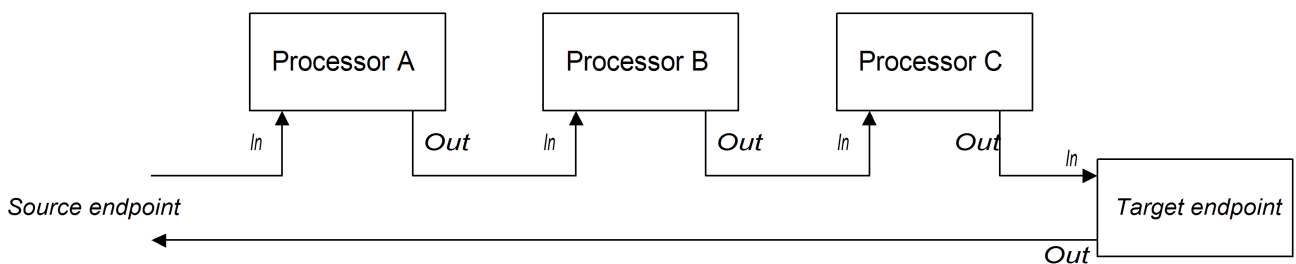 Processor A
Processor B
Processor C
In
Out
In
Out
In
Out
In
Source endpoint
Target endpoint
Out